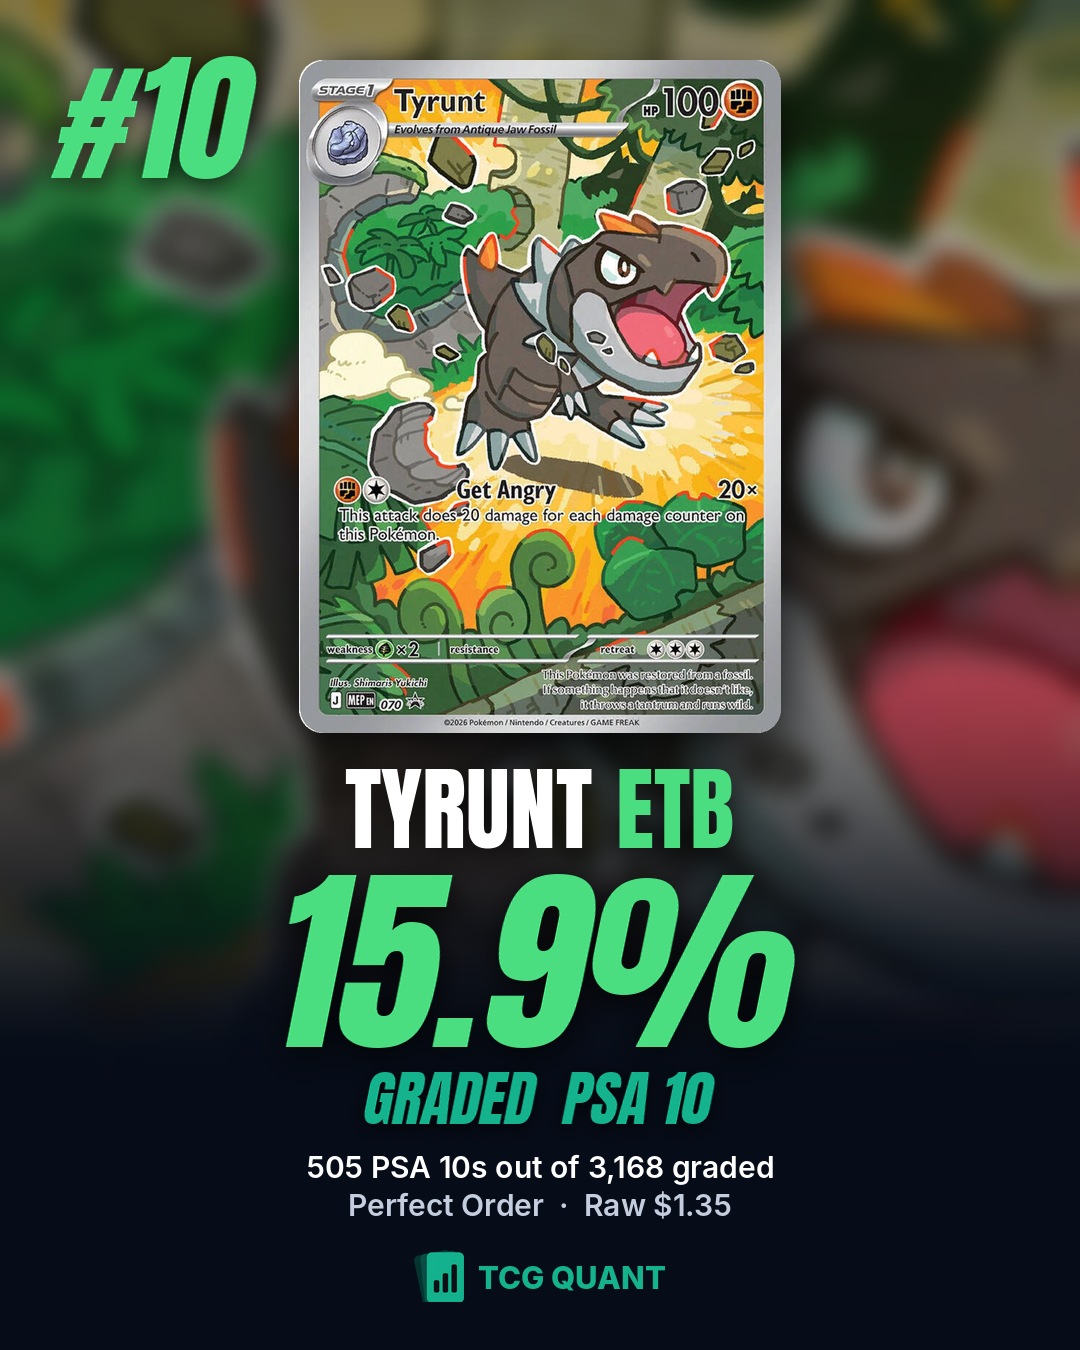 #10
STAGE 1
Tyrunt
HP 100
Evolves from Antique Jaw Fossil
Get Angry 20×
This attack does 20 damage for each damage counter on
this Pokémon.
weakness ×2 resistance retreat
Illus. Shimaris Yukichi
This Pokémon was restored from a fossil.
If something happens that it doesn't like,
it throws a tantrum and runs wild.
J MEP EN 070
©2026 Pokémon / Nintendo / Creatures / GAME FREAK
TYRUNT ETB
15.9%
GRADED PSA 10
505 PSA 10s out of 3,168 graded
Perfect Order · Raw $1.35
TCG QUANT